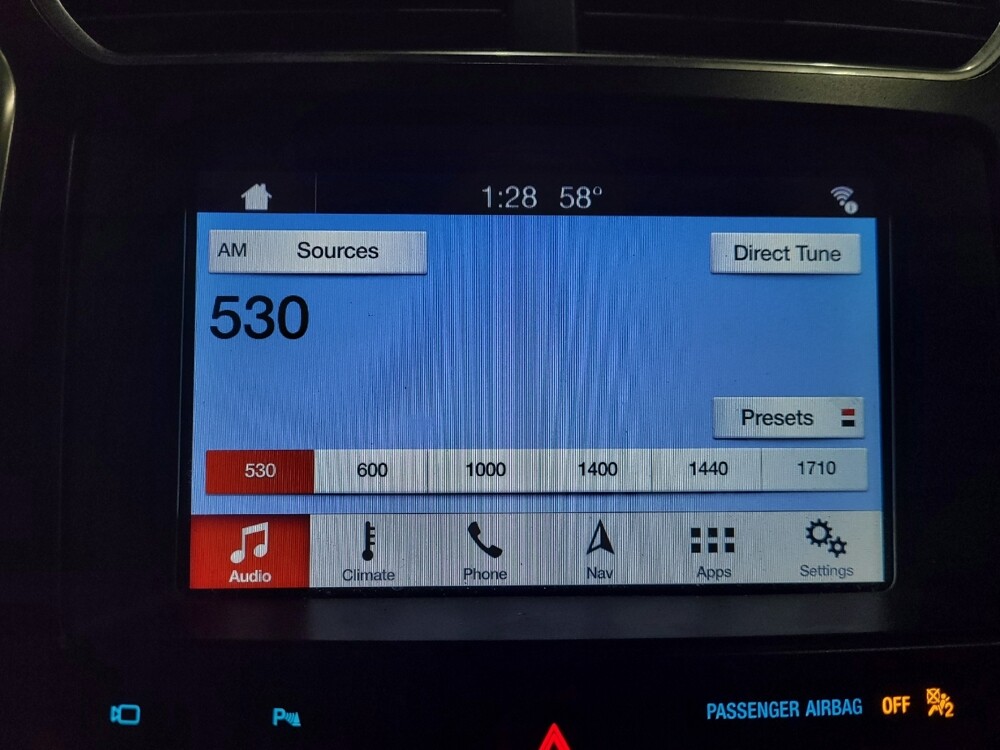 1:28 58°
AM Sources
Direct Tune
530
Presets
530 600 1000 1400 1440 1710
Audio Climate Phone Nav Apps Settings
P
PASSENGER AIRBAG OFF 2